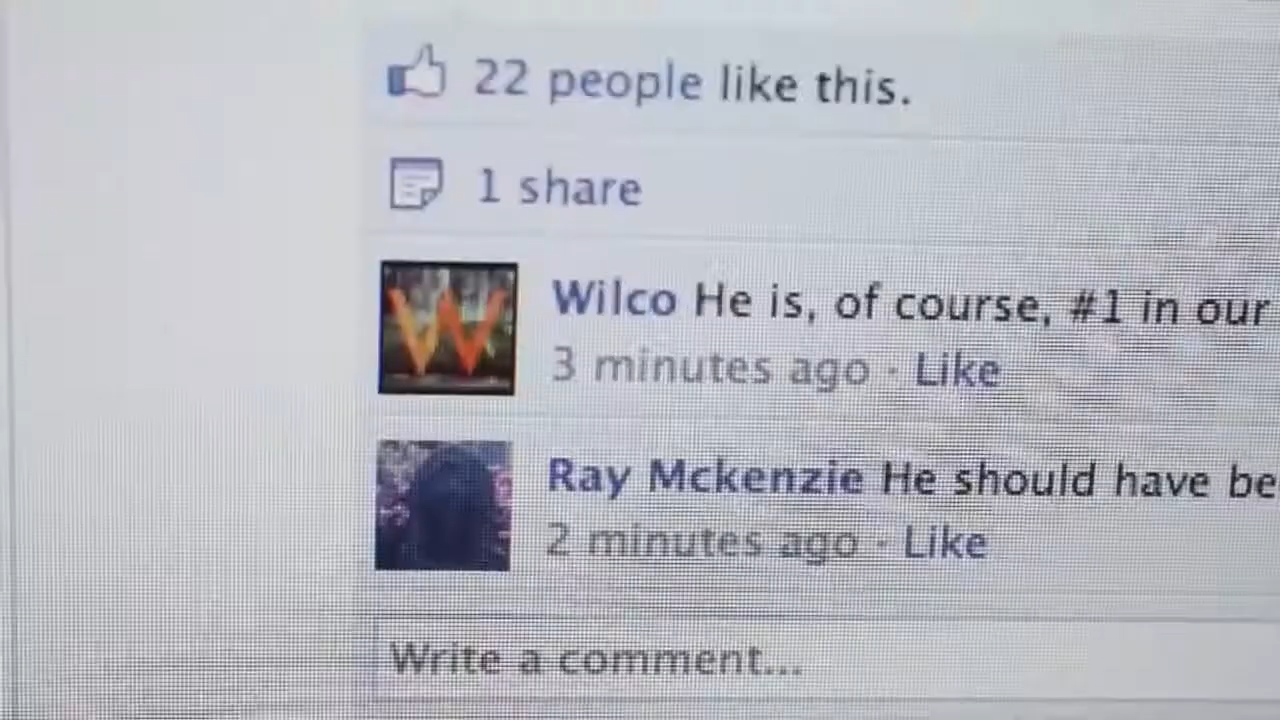 22 people like this.
1 share
W
Wilco He is, of course, #1 in our
3 minutes ago · Like
Ray Mckenzie He should have be
2 minutes ago · Like
Write a comment...